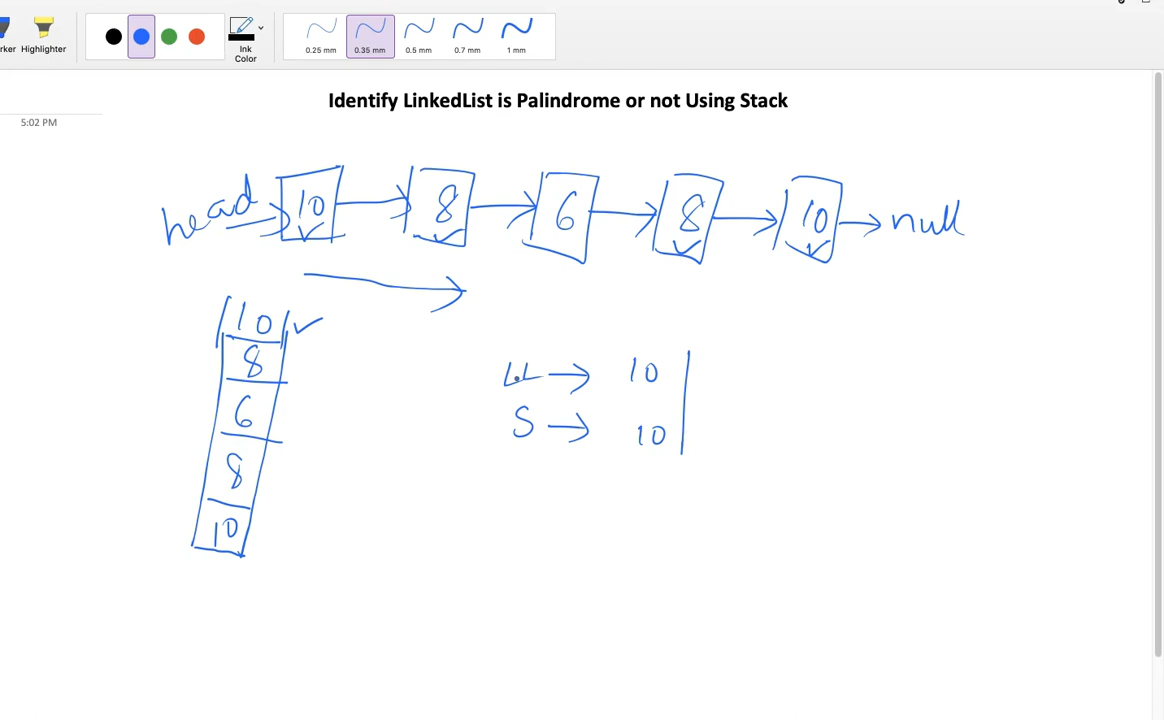 rker
Highlighter
Ink
Color
0.25 mm
0.35 mm
0.5 mm
0.7 mm
1 mm
Identify LinkedList is Palindrome or not Using Stack
5:02 PM
head 10 8 6 8 10 null
10
8
6
8
10
LL → 10
S → 10